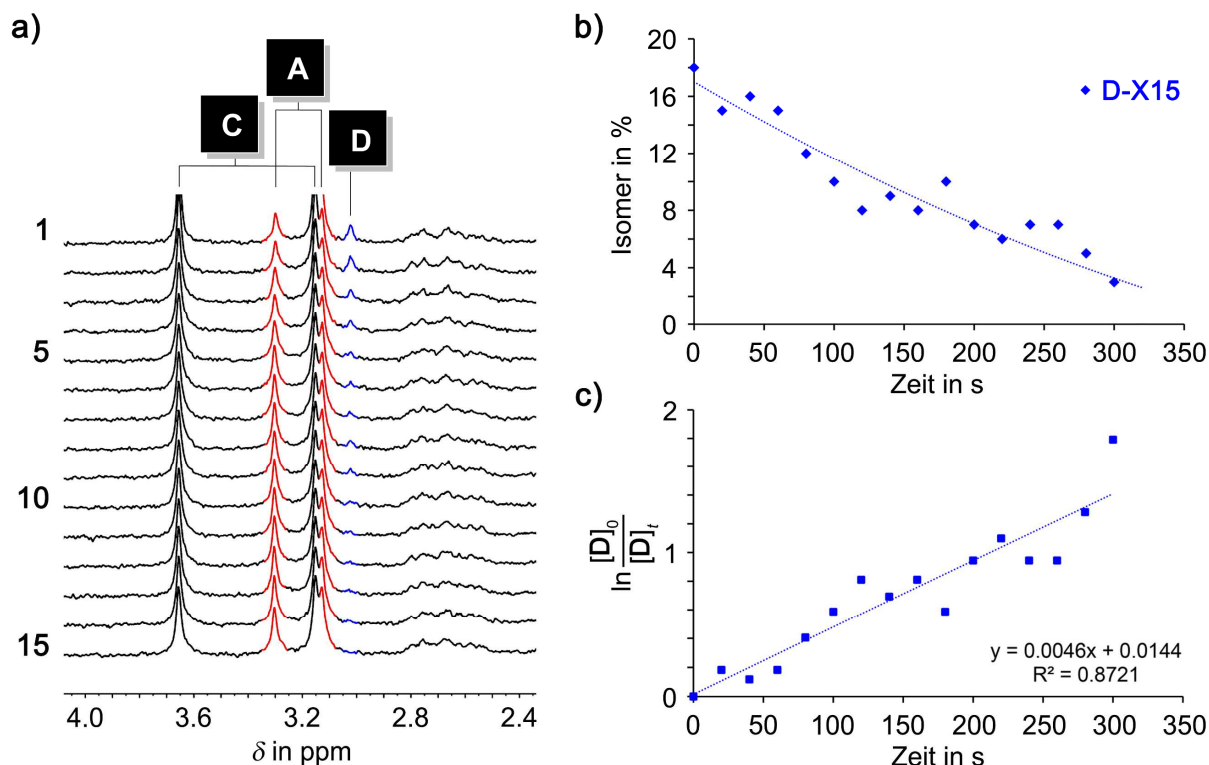 a)
A
C
D
1
5
10
15
4.0 3.6 3.2 2.8 2.4
δ in ppm
b)
Isomer in %
20
16
12
8
4
0
D-X15
0 50 100 150 200 250 300 350
Zeit in s
c)
ln [D]0 / [D]t
2
1
0
y = 0.0046x + 0.0144
R² = 0.8721
0 50 100 150 200 250 300 350
Zeit in s